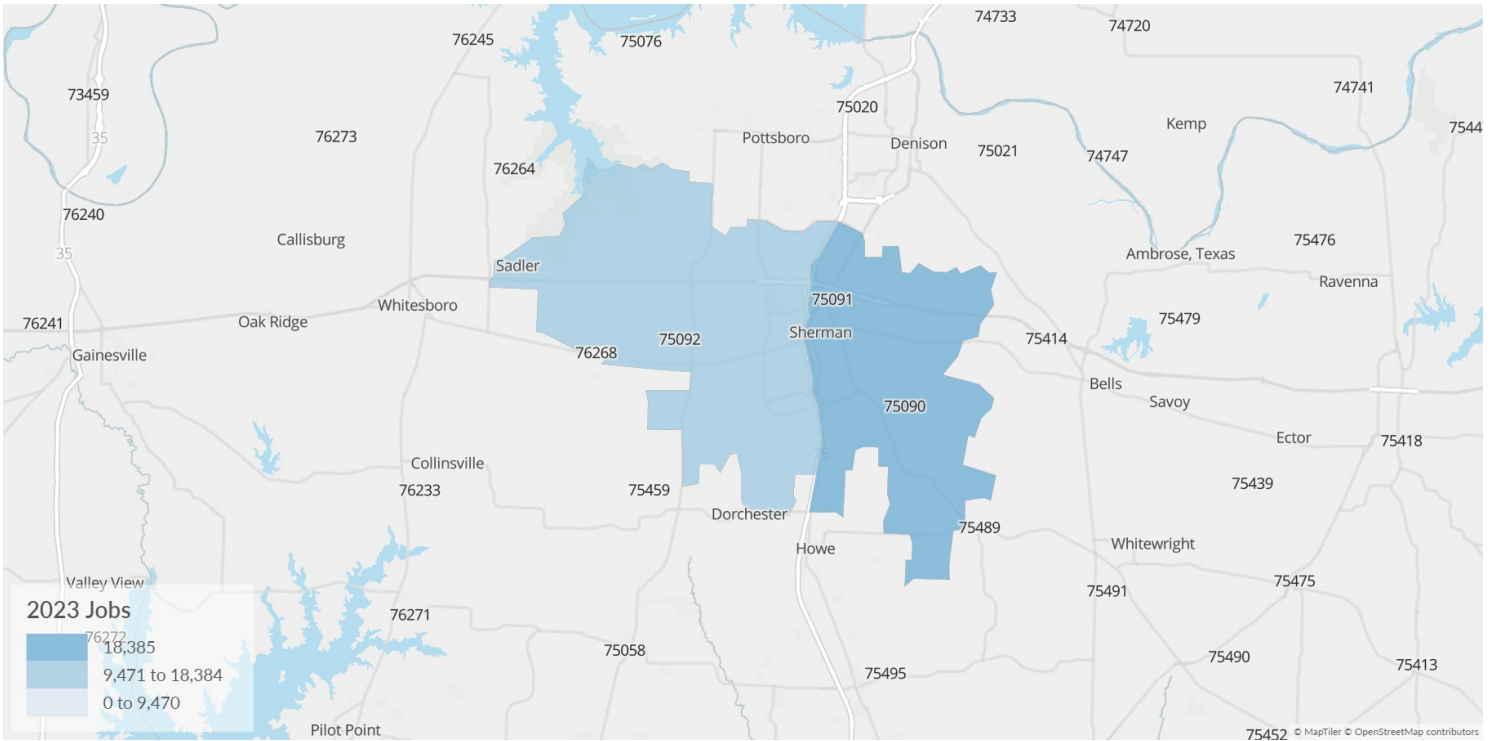 74733
74720
76245
75076
73459
74741
75020
35
76273
Kemp
7544
Pottsboro
Denison
75021
74747
76264
76240
Callisburg
75476
35
Ambrose, Texas
Sadler
Ravenna
75091
Whitesboro
75479
76241
Oak Ridge
75092
Sherman
75414
Gainesville
76268
Bells
Savoy
75090
Ector
75418
75
Collinsville
76233
75459
75439
Dorchester
75489
Howe
Whitewright
Valley View
75475
75491
2023 Jobs
76271
76272
18,385
75058
75490
75413
9,471 to 18,384
75495
0 to 9,470
Pilot Point
75452
© MapTiler © OpenStreetMap contributors